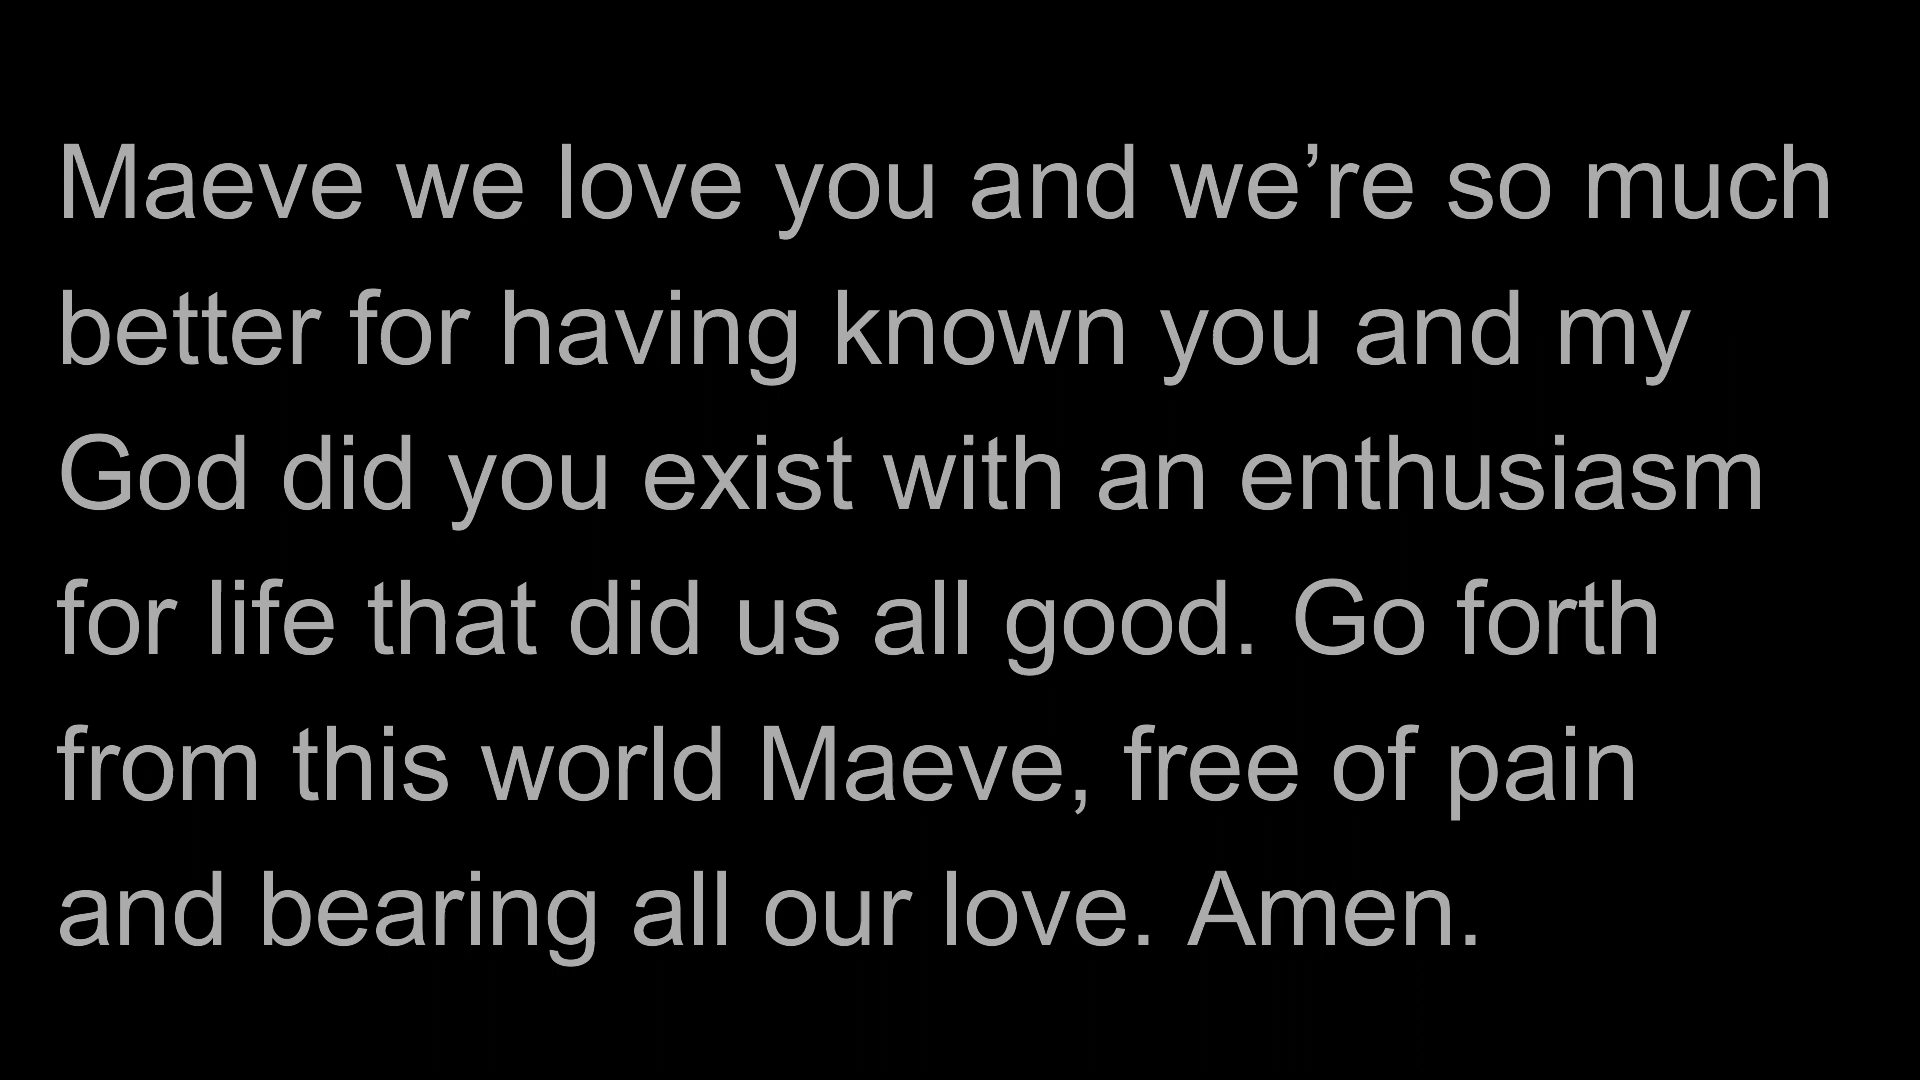 Maeve we love you and we’re so much
better for having known you and my
God did you exist with an enthusiasm
for life that did us all good. Go forth
from this world Maeve, free of pain
and bearing all our love. Amen.